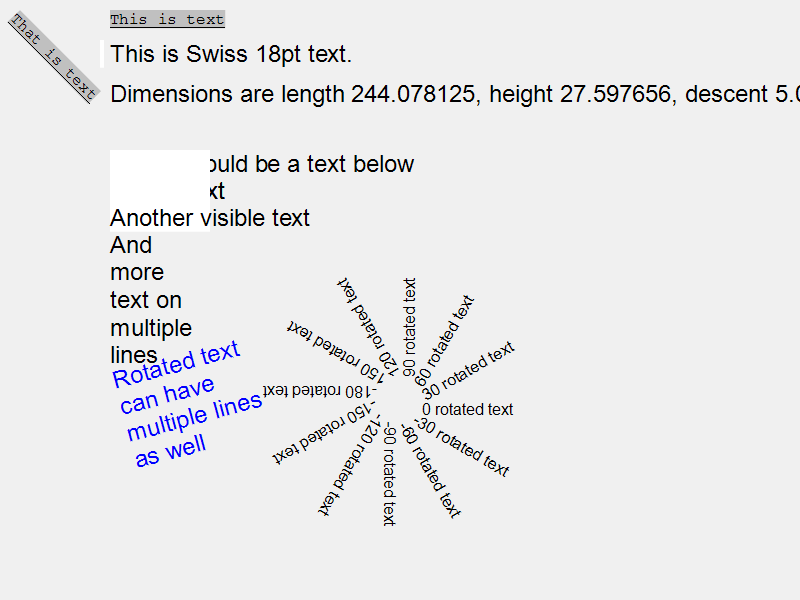 This is text
That is text
This is Swiss 18pt text.
Dimensions are length 244.078125, height 27.597656, descent 5.0
be a text below
Another visible text
And
more
text on
multiple
lines
Rotated text
can have
multiple lines
as well
0 rotated text
30 rotated text
60 rotated text
90 rotated text
120 rotated text
150 rotated text
-180 rotated text
-150 rotated text
-120 rotated text
-90 rotated text
-60 rotated text
-30 rotated text